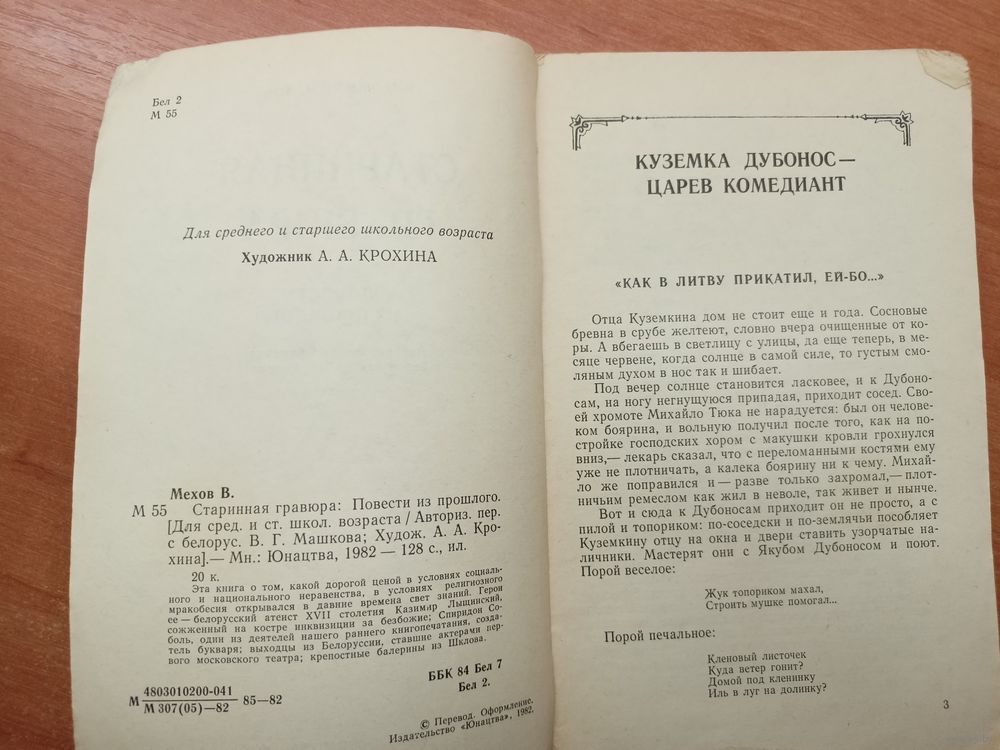 Бел 2
М 55
Для среднего и старшего школьного возраста
Художник А. А. КРОХИНА
Мехов В.
М 55 Старинная гравюра: Повести из прошлого.
[Для сред. и ст. школ. возраста / Авториз. пер.
с белорус. В. Г. Машкова; Худож. А. А. Кро-
хина].— Мн.: Юнацтва, 1982 — 128 с., ил.
20 к.
Эта книга о том, какой дорогой ценой в условиях социаль-
ного и национального неравенства, в условиях религиозного
мракобесия открывался в давние времена свет знаний. Герои
ее — белорусский атеист XVII столетия Казимир Лыщинский,
сожженный на костре инквизиции за безбожие; Спиридон Со-
боль, один из деятелей нашего раннего книгопечатания, созда-
тель букваря; выходцы из Белоруссии, ставшие актерами пер-
вого московского театра; крепостные балерины из Шклова.
М 4803010200-041 85—82
М 307(05)—82
ББК 84 Бел 7
Бел 2.
© Перевод. Оформление.
Издательство «Юнацтва», 1982.
КУЗЕМКА ДУБОНОС—
ЦАРЕВ КОМЕДИАНТ
«КАК В ЛИТВУ ПРИКАТИЛ, ЕЙ-БО...»
Отца Куземкина дом не стоит еще и года. Сосновые
бревна в срубе желтеют, словно вчера очищенные от ко-
ры. А вбегаешь в светлицу с улицы, да еще теперь, в ме-
сяце червене, когда солнце в самой силе, то густым смо-
ляным духом в нос так и шибает.
Под вечер солнце становится ласковее, и к Дубоно-
сам, на ногу негнущуюся припадая, приходит сосед. Сво-
ей хромоте Михайло Тюка не нарадуется: был он челове-
ком боярина, и вольную получил после того, как на по-
стройке господских хором с макушки кровли грохнулся
вниз,— лекарь сказал, что с переломанными костями ему
уже не плотничать, а калека боярину ни к чему. Михай-
ло же поправился и — разве только захромал,— плот-
ничьим ремеслом как жил в неволе, так живет и нынче.
Вот и сюда к Дубоносам приходит он не просто, а с
пилой и топориком: по-соседски и по-землячьи пособляет
Куземкину отцу на окна и двери ставить узорчатые на-
личники. Мастерят они с Якубом Дубоносом и поют.
Порой веселое:
Жук топориком махал,
Строить мушке помогал...
Порой печальное:
Кленовый листочек
Куда ветер гонит?
Домой под кленинку
Иль в луг на долинку?
3